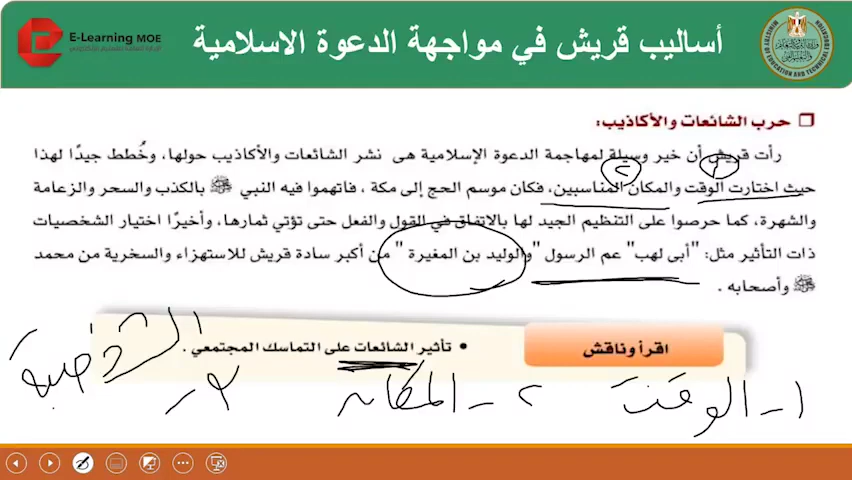 E-Learning MOE
أساليب قريش في مواجهة الدعوة الاسلامية
حرب الشائعات والأكاذيب:
رأت قريش أن خير وسيلة لمهاجمة الدعوة الإسلامية هى نشر الشائعات والأكاذيب حولها، وخُطط جيدًا لهذا
حيث اختارت الوقت والمكان المناسبين، فكان موسم الحج إلى مكة ، فاتهموا فيه النبي ﷺ بالكذب والسحر والزعامة
والشهرة، كما حرصوا على التنظيم الجيد لها بالاتفاق في القول والفعل حتى تؤتي ثمارها، وأخيرًا اختيار الشخصيات
ذات التأثير مثل: "أبى لهب" عم الرسول "والوليد بن المغيرة " من أكبر سادة قريش للاستهزاء والسخرية من محمد
ﷺ وأصحابه .
اقرأ وناقش
• تأثير الشائعات على التماسك المجتمعي .
١ - الوقت
٢ - المكان
٣ - الشخصية